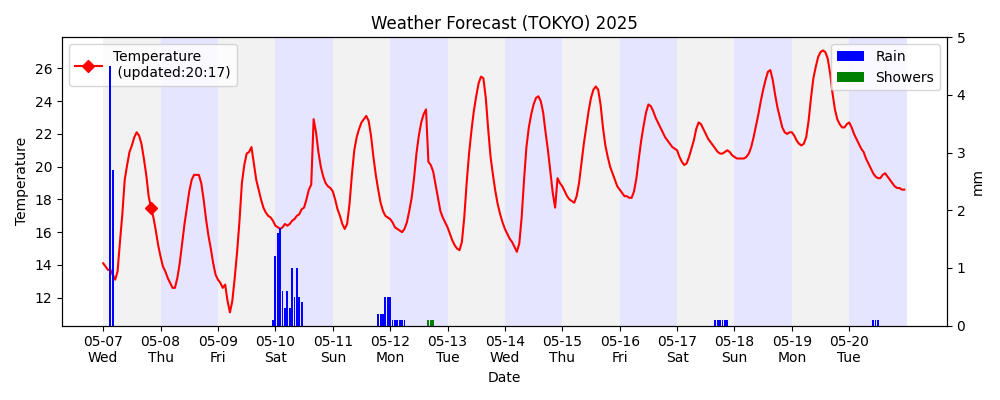 Weather Forecast (TOKYO) 2025
Temperature
(updated:20:17)
Rain
Showers
Temperature
26
24
22
20
18
16
14
12
5
4
3
2
1
0
mm
05-07 05-08 05-09 05-10 05-11 05-12 05-13 05-14 05-15 05-16 05-17 05-18 05-19 05-20
Wed Thu Fri Sat Sun Mon Tue Wed Thu Fri Sat Sun Mon Tue
Date